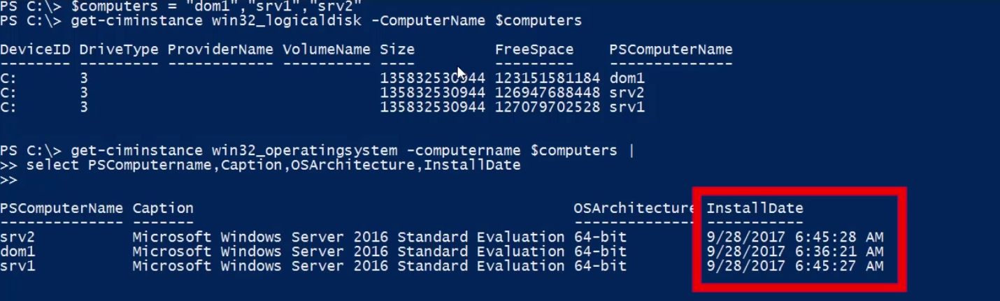 PS C:\> $computers = "dom1","srv1","srv2"
PS C:\> get-ciminstance win32_logicaldisk -ComputerName $computers
DeviceID DriveType ProviderName VolumeName Size FreeSpace PSComputerName
-------- --------- ------------ ---------- ---- --------- --------------
C: 3 135832530944 123151581184 dom1
C: 3 135832530944 126947688448 srv2
C: 3 135832530944 127079702528 srv1
PS C:\> get-ciminstance win32_operatingsystem -computername $computers |
>> select PSComputername,Caption,OSArchitecture,InstallDate
>>
PSComputerName Caption OSArchitecture InstallDate
-------------- ------- -------------- -----------
srv2 Microsoft Windows Server 2016 Standard Evaluation 64-bit 9/28/2017 6:45:28 AM
dom1 Microsoft Windows Server 2016 Standard Evaluation 64-bit 9/28/2017 6:36:21 AM
srv1 Microsoft Windows Server 2016 Standard Evaluation 64-bit 9/28/2017 6:45:27 AM